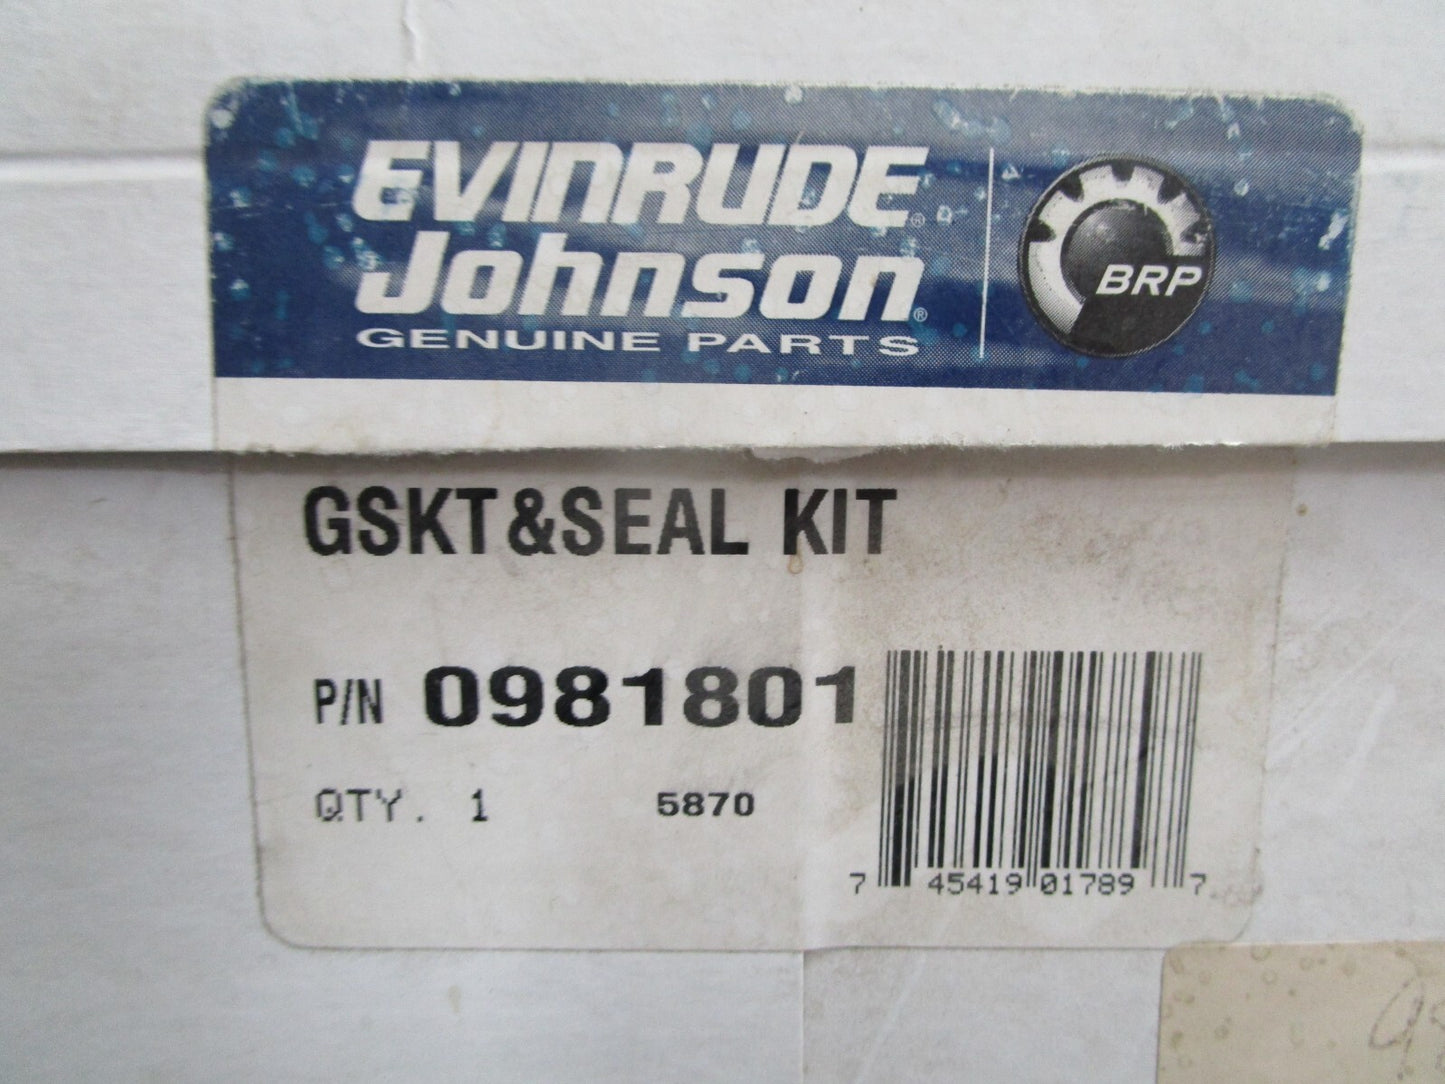 EVINRUDE®
Johnson®
GENUINE PARTS
BRP
GSKT&SEAL KIT
P/N 0981801
QTY. 1 5870
7 45419 01789 7